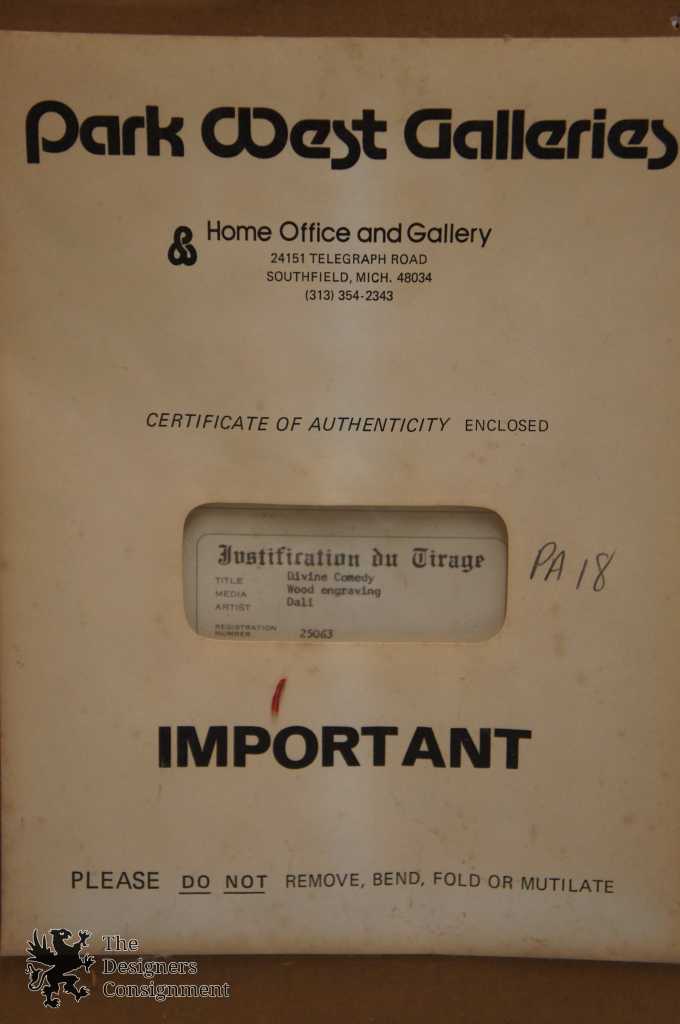 Park West Galleries
Home Office and Gallery
24151 TELEGRAPH ROAD
SOUTHFIELD, MICH. 48034
(313) 354-2343
CERTIFICATE OF AUTHENTICITY ENCLOSED
Justification du Tirage
TITLE Divine Comedy
MEDIA Wood engraving
ARTIST Dali
REGISTRATION
NUMBER 25063
PA 18
IMPORTANT
PLEASE DO NOT REMOVE, BEND, FOLD OR MUTILATE
The
Designers
Consignment